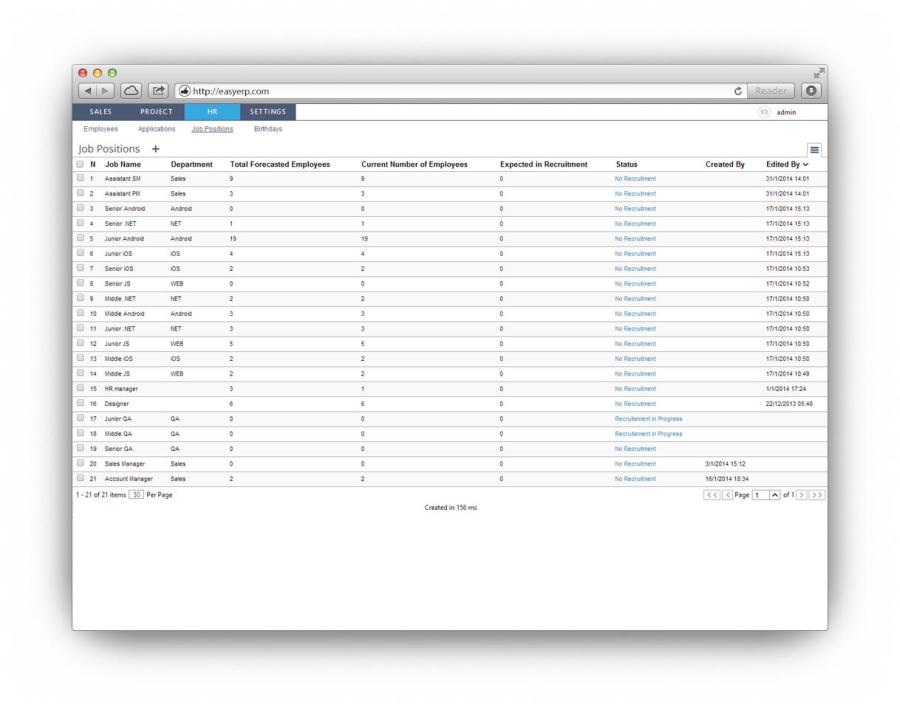 http://easyerp.com Reader
SALES PROJECT HR SETTINGS admin
Employees Applications Job Positions Birthdays
Job Positions +
N Job Name Department Total Forecasted Employees Current Number of Employees Expected in Recruitment Status Created By Edited By
1 Assistant SM Sales 9 9 0 No Recruitment 31/1/2014 14:01
2 Assistant PM Sales 3 3 0 No Recruitment 31/1/2014 14:01
3 Senior Android Android 0 0 0 No Recruitment 17/1/2014 15:13
4 Senior .NET NET 1 1 0 No Recruitment 17/1/2014 15:13
5 Junior Android Android 19 19 0 No Recruitment 17/1/2014 15:13
6 Junior iOS iOS 4 4 0 No Recruitment 17/1/2014 15:13
7 Senior iOS iOS 2 2 0 No Recruitment 17/1/2014 10:53
8 Senior JS WEB 0 0 0 No Recruitment 17/1/2014 10:52
9 Middle .NET NET 2 2 0 No Recruitment 17/1/2014 10:50
10 Middle Android Android 3 3 0 No Recruitment 17/1/2014 10:50
11 Junior .NET NET 3 3 0 No Recruitment 17/1/2014 10:50
12 Junior JS WEB 5 5 0 No Recruitment 17/1/2014 10:50
13 Middle iOS iOS 2 2 0 No Recruitment 17/1/2014 10:50
14 Middle JS WEB 2 2 0 No Recruitment 17/1/2014 10:49
15 HR manager 3 1 0 No Recruitment 1/1/2014 17:24
16 Designer 6 6 0 No Recruitment 22/12/2013 05:48
17 Junior QA QA 0 0 0 Recruitement in Progress
18 Middle QA QA 0 0 0 Recruitement in Progress
19 Senior QA QA 0 0 0 No Recruitment
20 Sales Manager Sales 0 0 0 No Recruitment 3/1/2014 15:12
21 Account Manager Sales 2 2 0 No Recruitment 16/1/2014 18:34
1 - 21 of 21 items 30 Per Page << < Page 1 of 1 > >>
Created in 156 ms